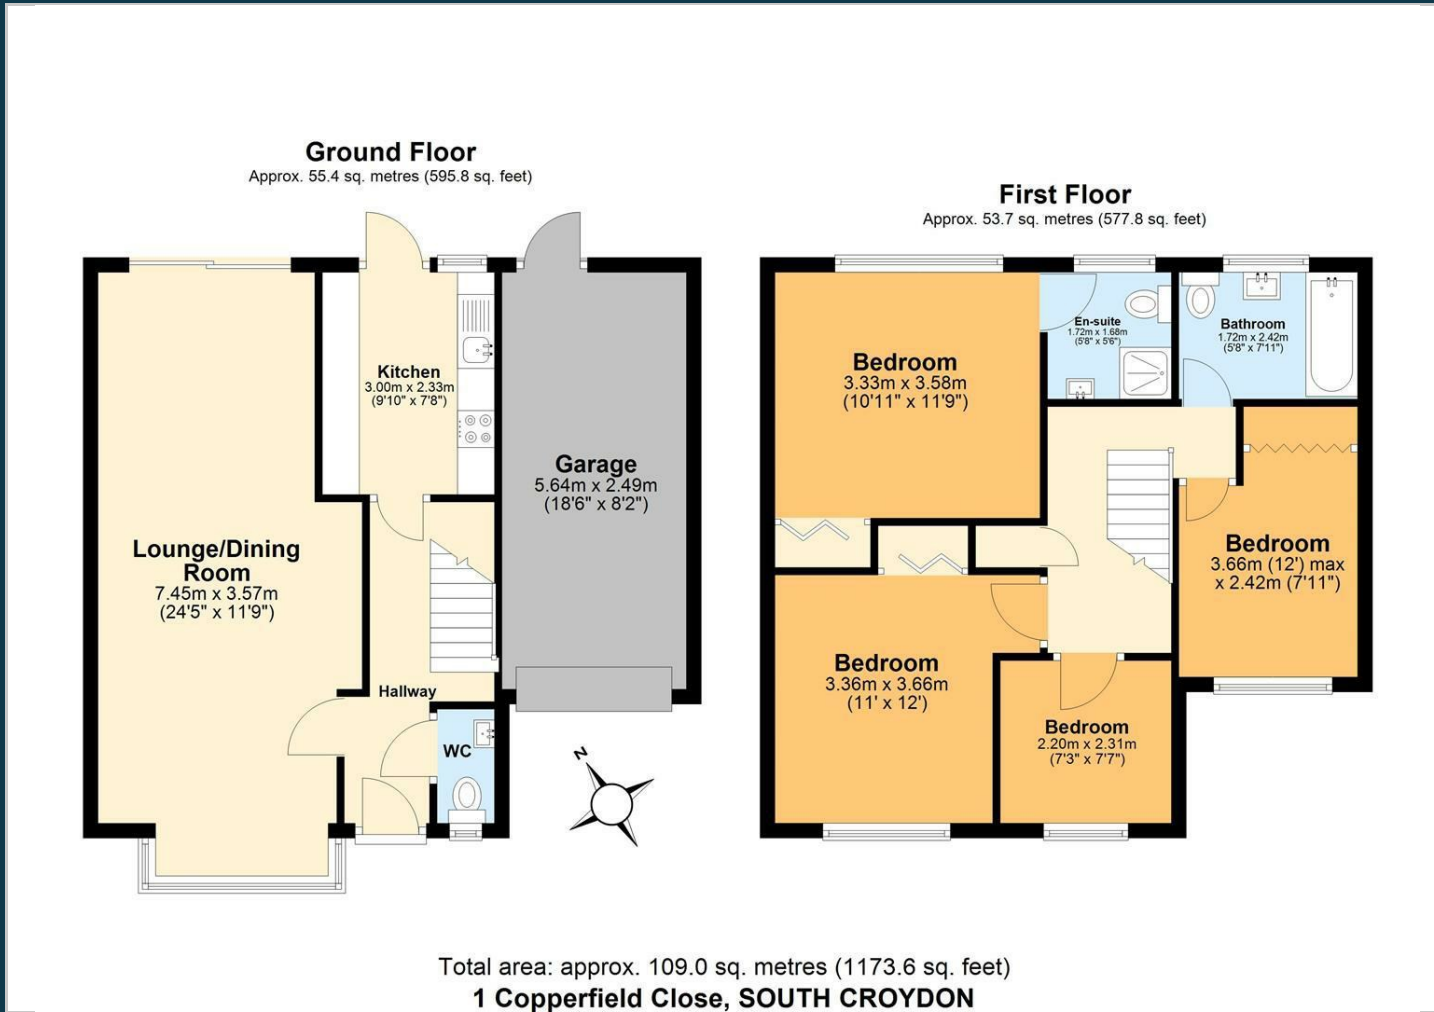 Ground Floor
Approx. 55.4 sq. metres (595.8 sq. feet)
First Floor
Approx. 53.7 sq. metres (577.8 sq. feet)
Kitchen
3.00m x 2.33m
(9'10" x 7'8")
Garage
5.64m x 2.49m
(18'6" x 8'2")
Lounge/Dining
Room
7.45m x 3.57m
(24'5" x 11'9")
Hallway
WC
N
Bedroom
3.33m x 3.58m
(10'11" x 11'9")
En-suite
1.72m x 1.68m
(5'8" x 5'6")
Bathroom
1.72m x 2.42m
(5'8" x 7'11")
Bedroom
3.66m (12') max
x 2.42m (7'11")
Bedroom
3.36m x 3.66m
(11' x 12')
Bedroom
2.20m x 2.31m
(7'3" x 7'7")
Total area: approx. 109.0 sq. metres (1173.6 sq. feet)
1 Copperfield Close, SOUTH CROYDON